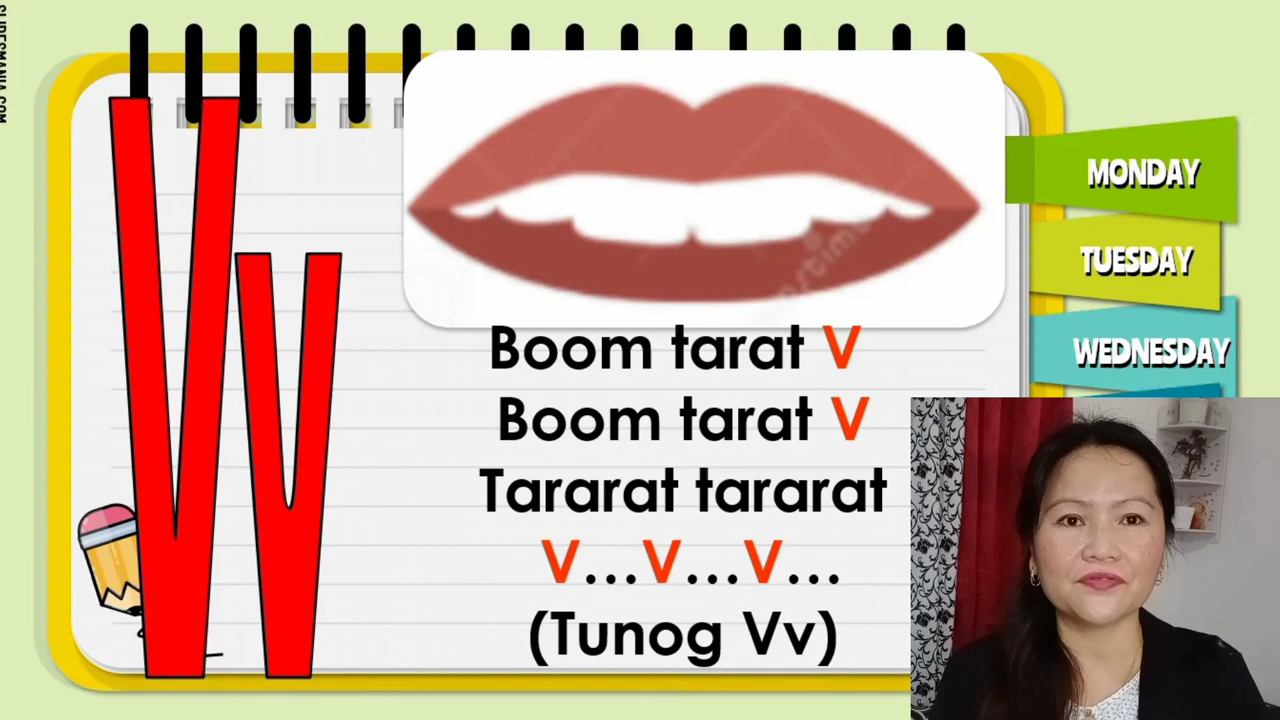 SLIDESMANIA.COM
Vv
Boom tarat V
Boom tarat V
Tararat tararat
V...V...V...
(Tunog Vv)
MONDAY
TUESDAY
WEDNESDAY